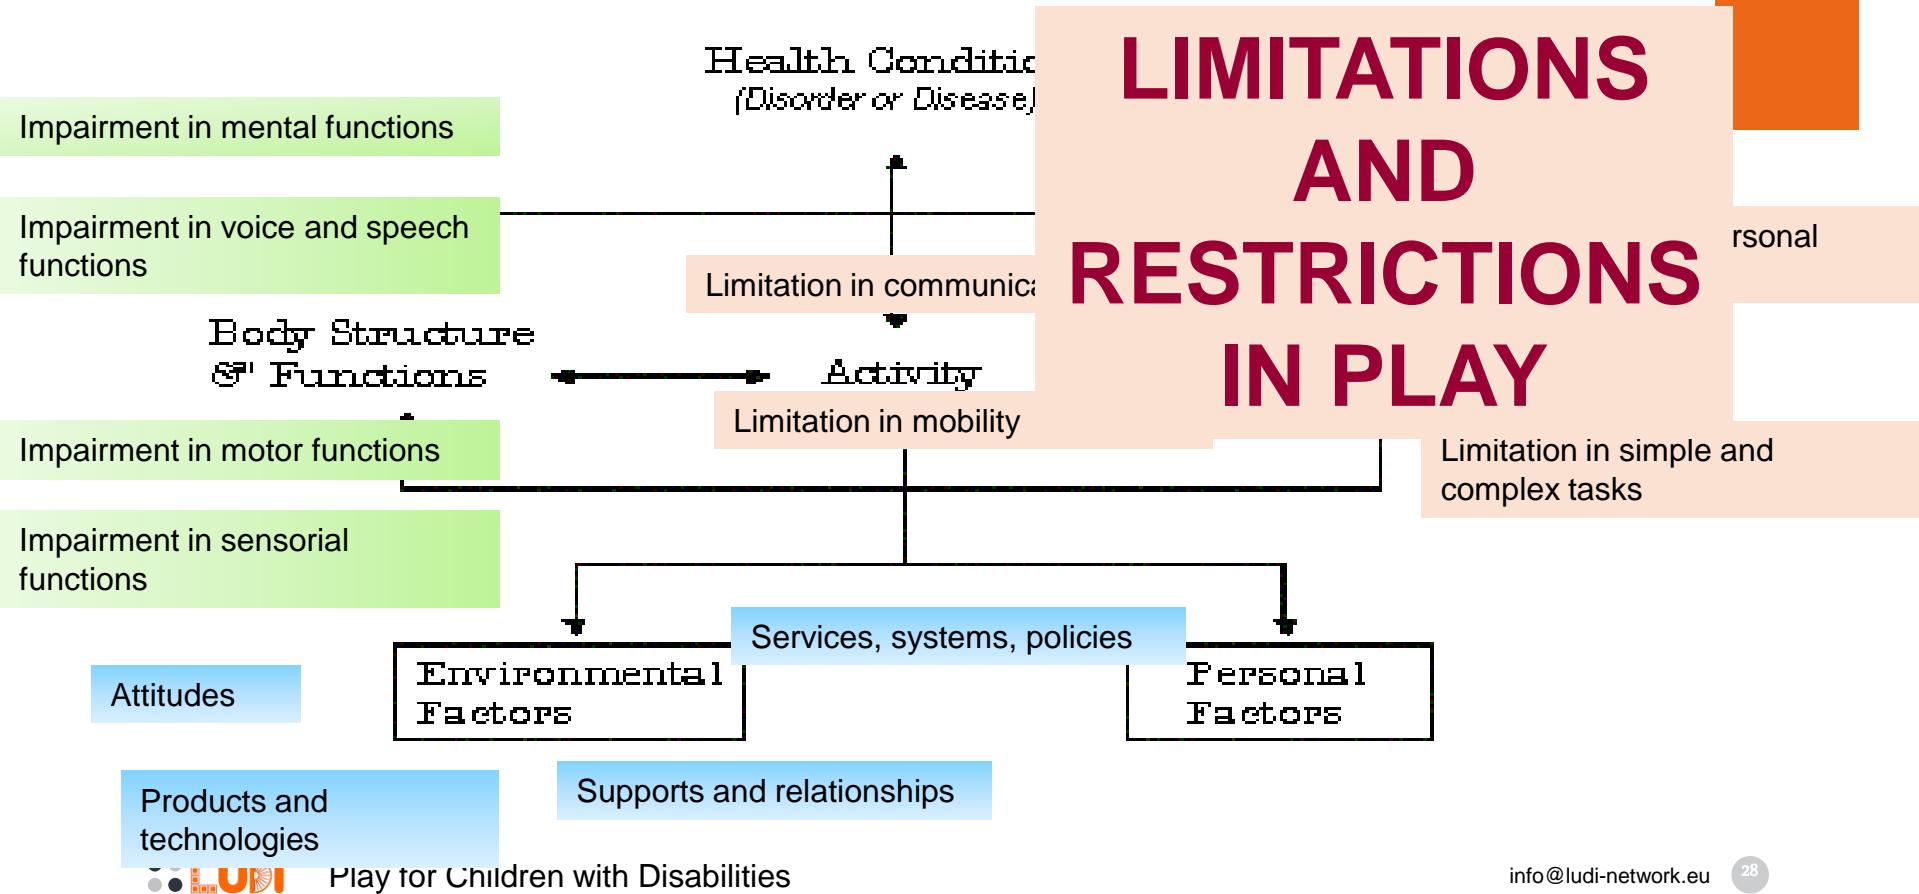 Health Conditio
(Disorder or Disease)
LIMITATIONS
AND
RESTRICTIONS
IN PLAY
Impairment in mental functions
Impairment in voice and speech
functions
rsonal
Limitation in communica
Body Structure
& Functions
Activity
Limitation in mobility
Impairment in motor functions
Limitation in simple and
complex tasks
Impairment in sensorial
functions
Services, systems, policies
Environmental
Factors
Personal
Factors
Attitudes
Products and
technologies
Supports and relationships
LUDI
Play for Children with Disabilities
info@ludi-network.eu
28